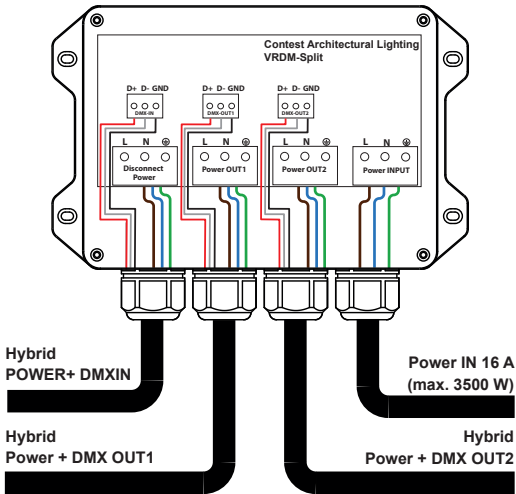 Contest Architectural Lighting
VRDM-Split
D+ D- GND
DMX-IN
D+ D- GND
DMX-OUT1
D+ D- GND
DMX-OUT2
L N ⏚
Disconnect
Power
L N ⏚
Power OUT1
L N ⏚
Power OUT2
L N ⏚
Power INPUT
Hybrid
POWER+ DMXIN
Power IN 16 A
(max. 3500 W)
Hybrid
Power + DMX OUT1
Hybrid
Power + DMX OUT2